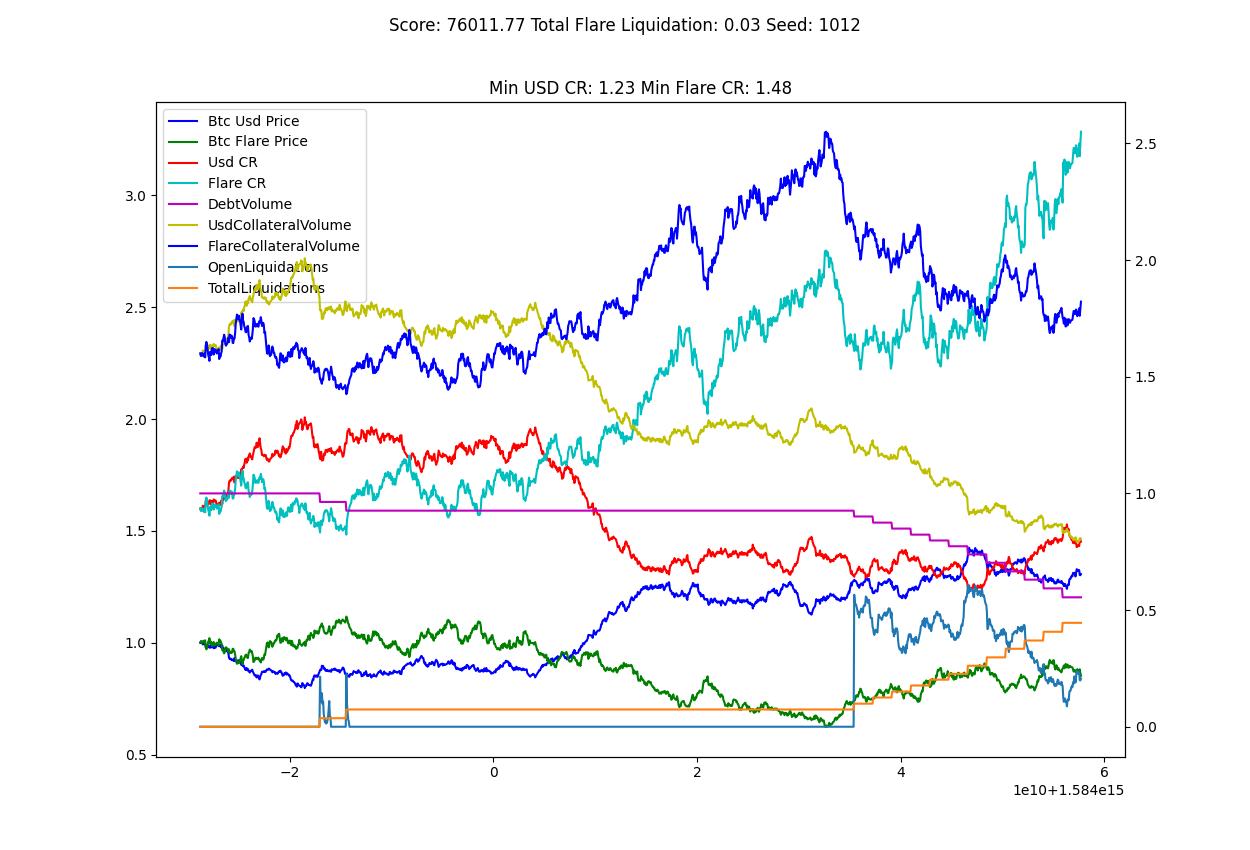 Score: 76011.77 Total Flare Liquidation: 0.03 Seed: 1012
Min USD CR: 1.23 Min Flare CR: 1.48
Btc Usd Price
Btc Flare Price
Usd CR
Flare CR
DebtVolume
UsdCollateralVolume
FlareCollateralVolume
OpenLiquidations
TotalLiquidations
3.0
2.5
2.0
1.5
1.0
0.5
2.5
2.0
1.5
1.0
0.5
0.0
−2 0 2 4 6
1e10+1.584e15